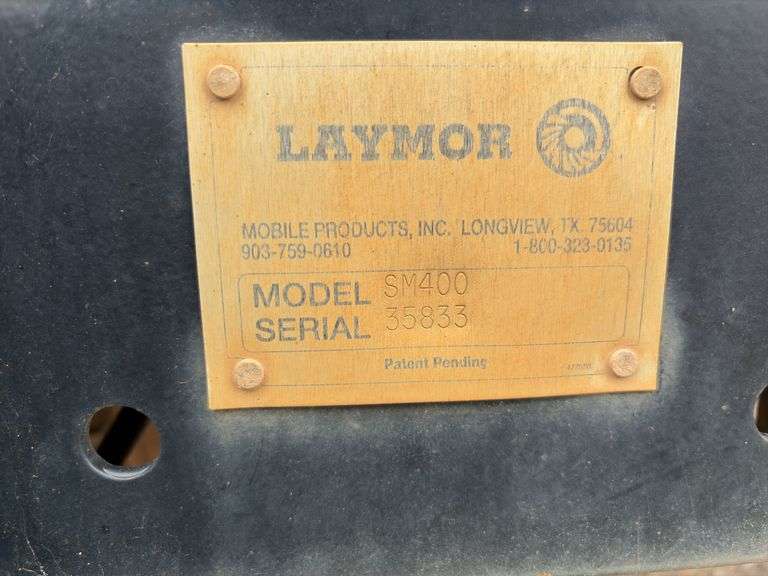 LAYMOR
MOBILE PRODUCTS, INC. LONGVIEW, TX 75604
903-759-0610 1-800-323-0135
MODEL SM400
SERIAL 35833
Patent Pending